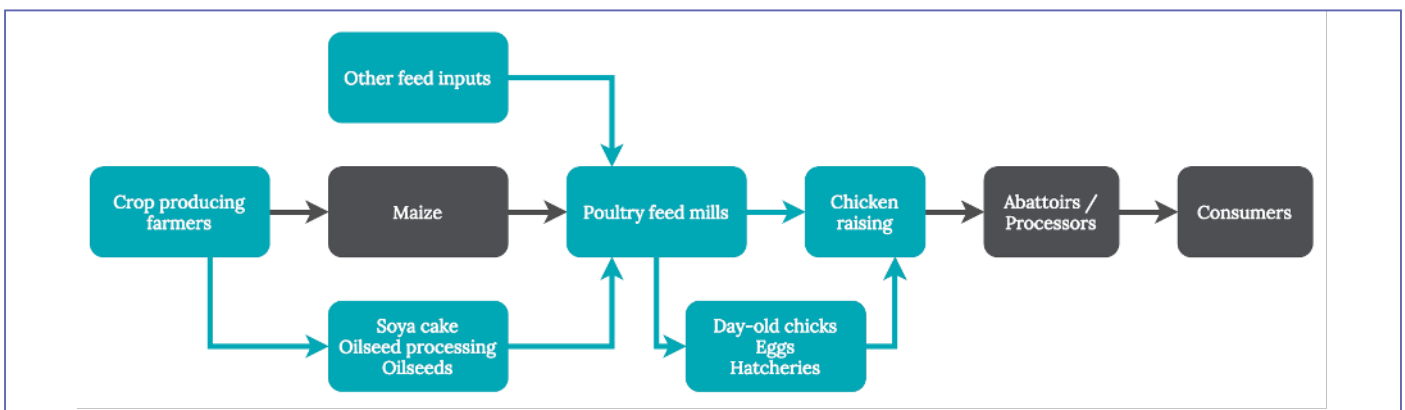 Other feed inputs
Crop producing
farmers
Maize
Poultry feed mills
Chicken
raising
Abattoirs /
Processors
Consumers
Soya cake
Oilseed processing
Oilseeds
Day-old chicks
Eggs
Hatcheries